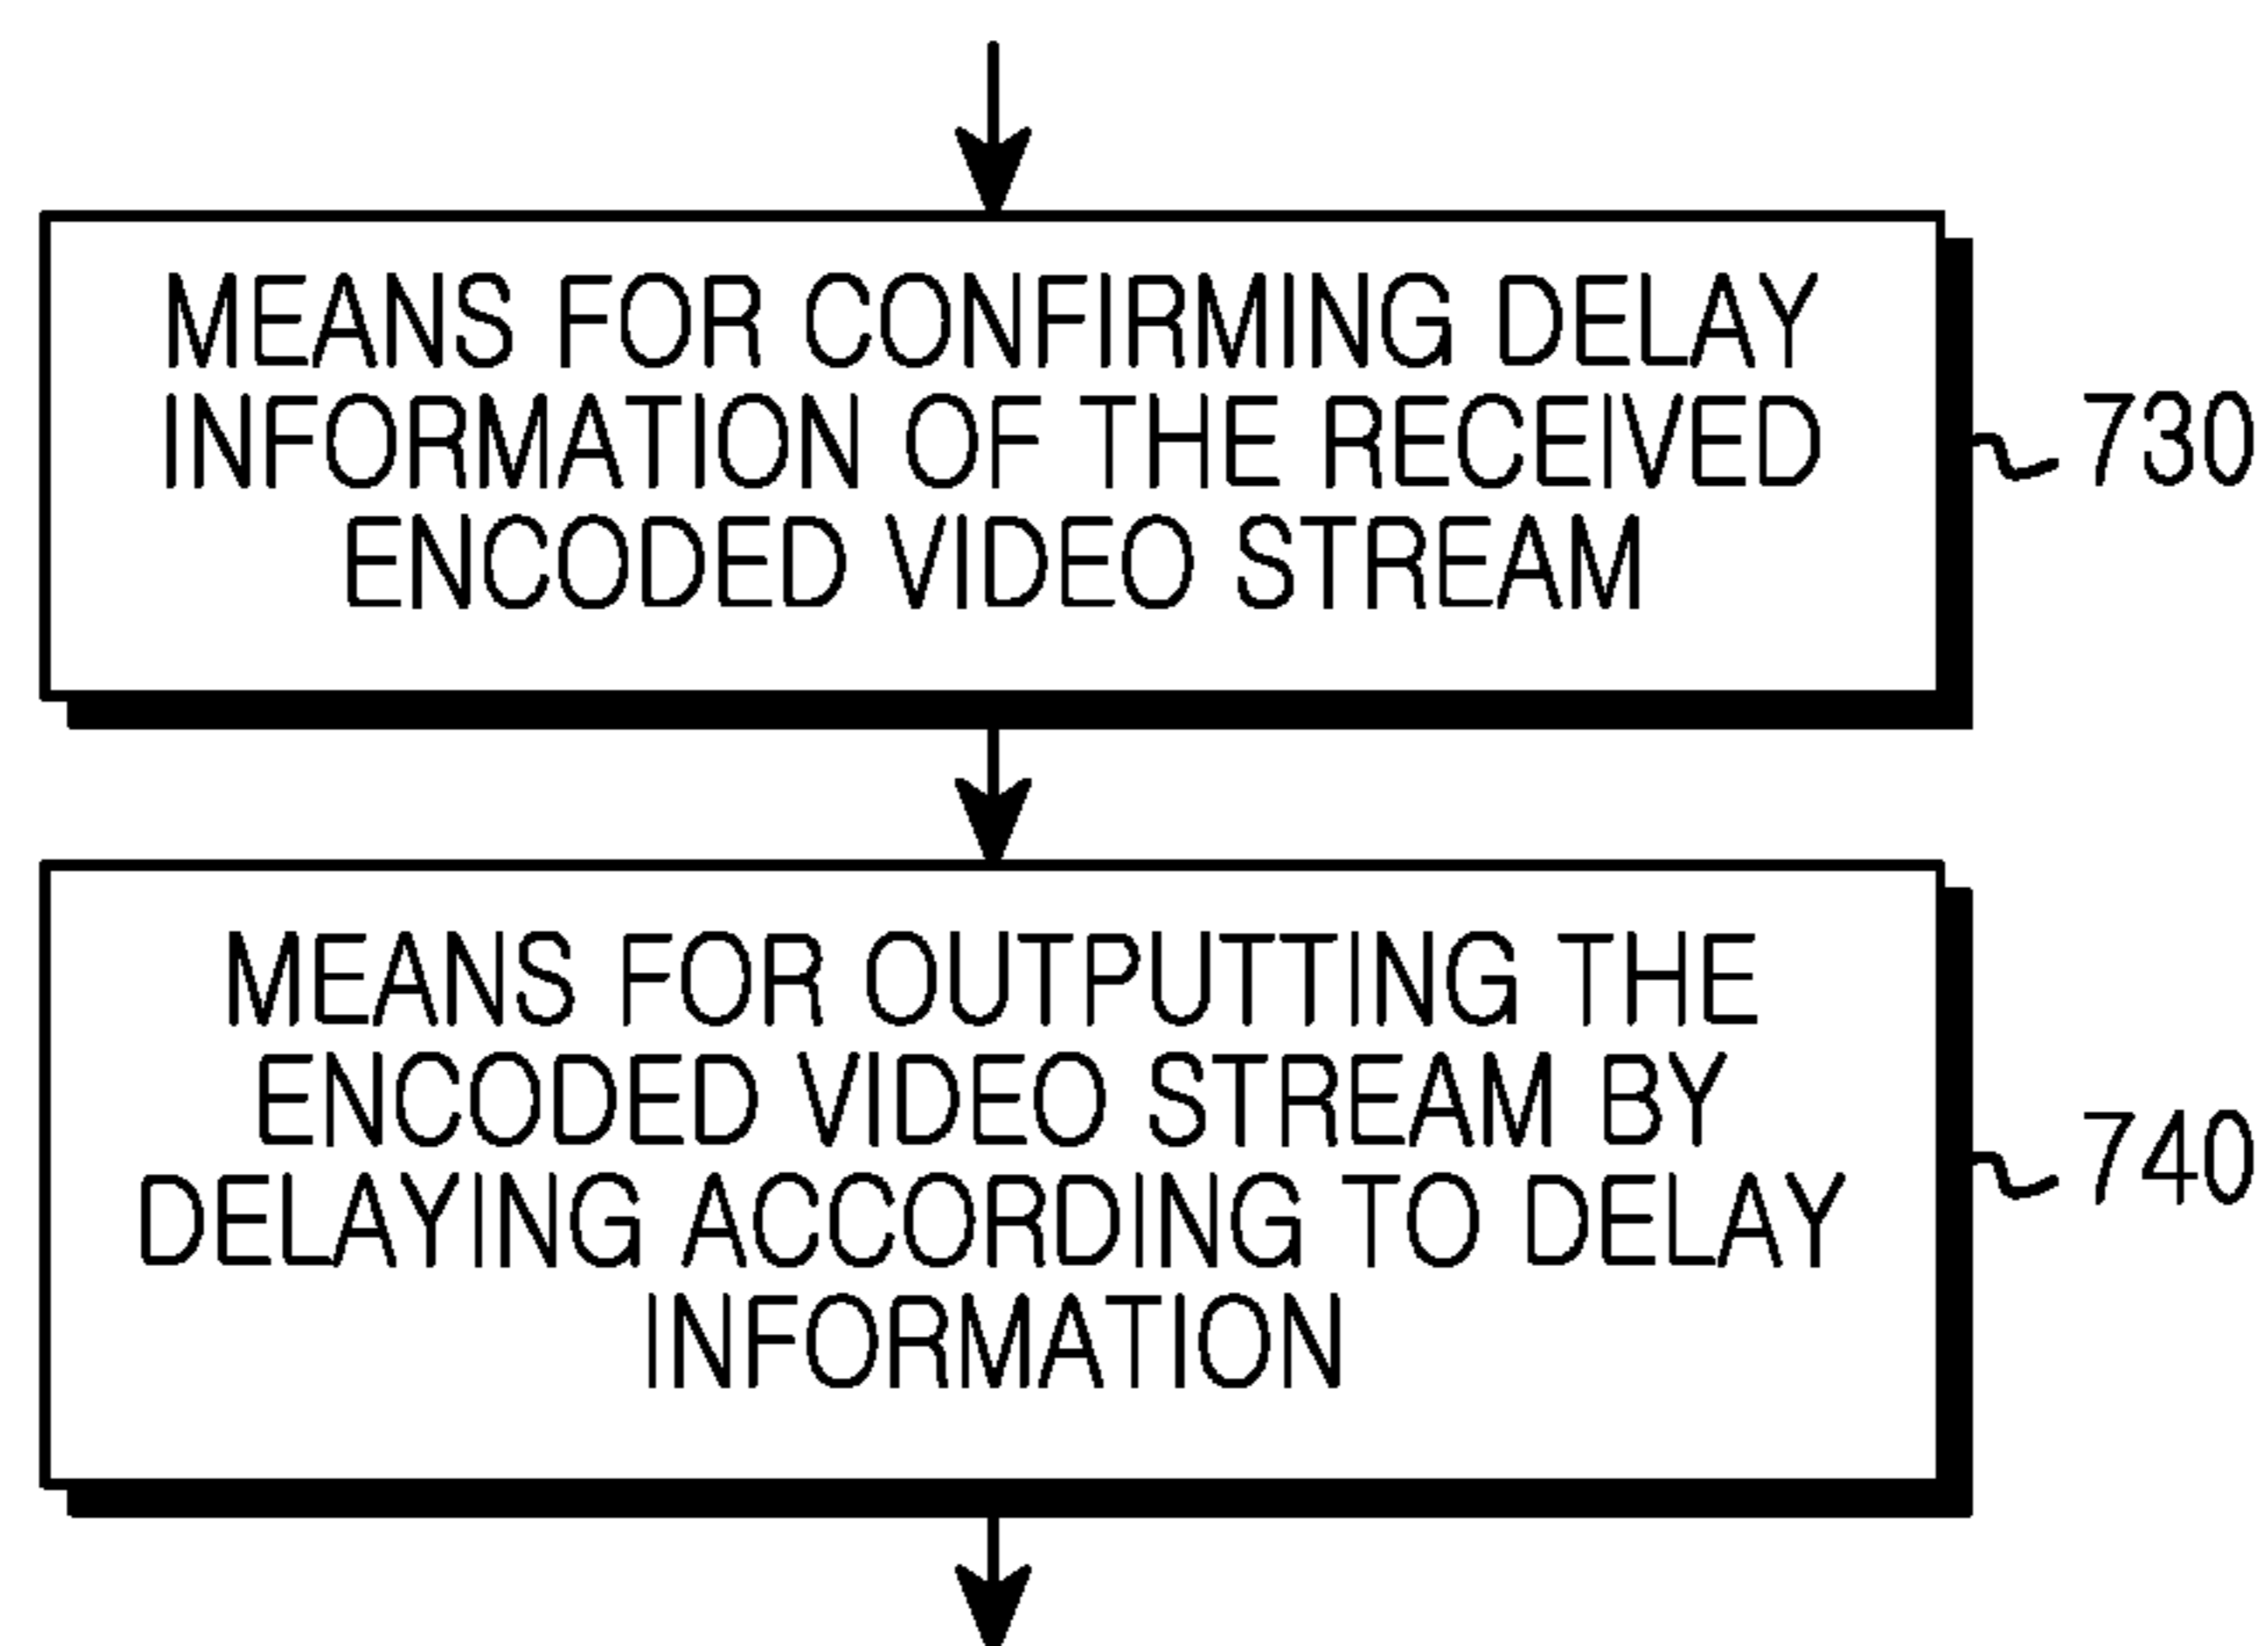 MEANS FOR CONFIRMING DELAY
INFORMATION OF THE RECEIVED
ENCODED VIDEO STREAM
730
MEANS FOR OUTPUTTING THE
ENCODED VIDEO STREAM BY
DELAYING ACCORDING TO DELAY
INFORMATION
740